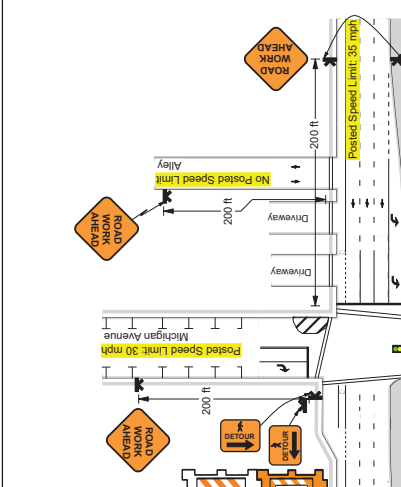 ROAD
WORK
AHEAD
Posted Speed Limit: 35 mph
200 ft
Alley
No Posted Speed Limit
ROAD
WORK
AHEAD
200 ft
Driveway
Driveway
Michigan Avenue
Posted Speed Limit: 30 mph
200 ft
ROAD
WORK
AHEAD
DETOUR
DETOUR